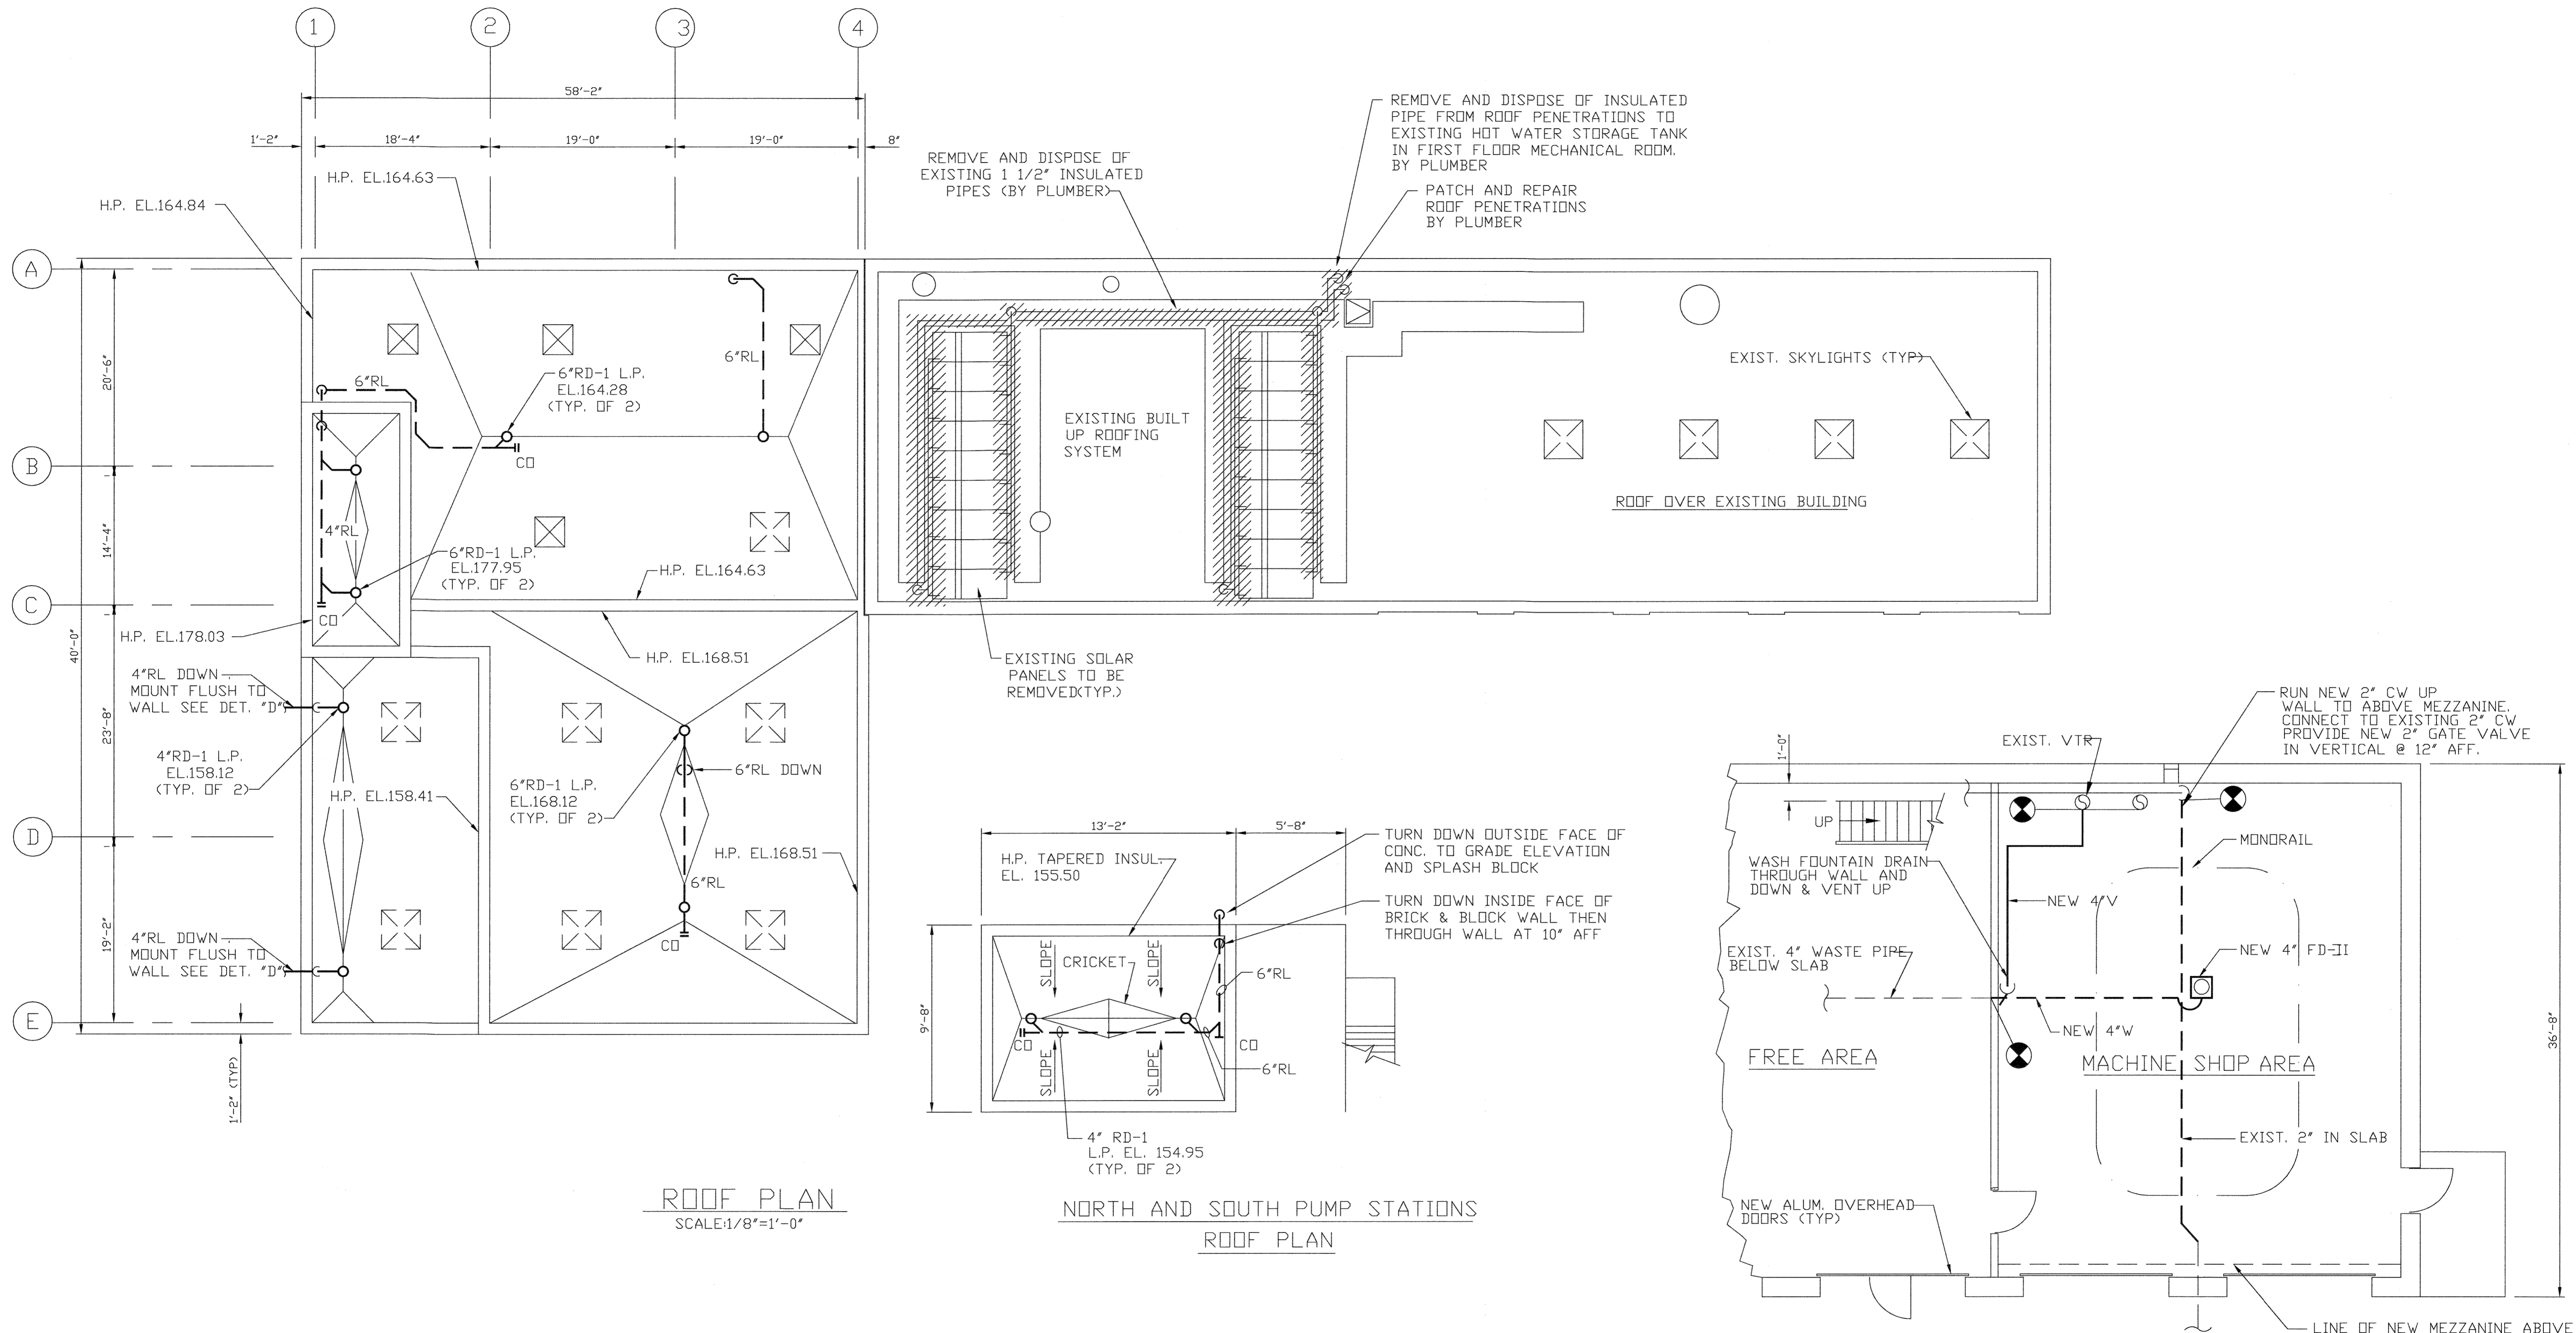 1
2
3
4
58'-2"
1'-2"
18'-4"
19'-0"
19'-0"
8"
H.P. EL.164.63
H.P. EL.164.84
A
B
C
D
E
20'-6"
14'-4"
40'-0"
23'-8"
19'-2"
1'-2" (TYP)
6"RL
6"RL
6"RD-1 L.P.
EL.164.28
(TYP. OF 2)
CO
4"RL
6"RD-1 L.P.
EL.177.95
(TYP. OF 2)
CO
H.P. EL.164.63
H.P. EL.178.03
H.P. EL.168.51
4"RL DOWN
MOUNT FLUSH TO
WALL SEE DET. "D"
4"RD-1 L.P.
EL.158.12
(TYP. OF 2)
H.P. EL.158.41
6"RL DOWN
6"RD-1 L.P.
EL.168.12
(TYP. OF 2)
H.P. EL.168.51
6"RL
CO
4"RL DOWN
MOUNT FLUSH TO
WALL SEE DET. "D"
ROOF PLAN
SCALE:1/8"=1'-0"
REMOVE AND DISPOSE OF
EXISTING 1 1/2" INSULATED
PIPES (BY PLUMBER)
REMOVE AND DISPOSE OF INSULATED
PIPE FROM ROOF PENETRATIONS TO
EXISTING HOT WATER STORAGE TANK
IN FIRST FLOOR MECHANICAL ROOM.
BY PLUMBER
PATCH AND REPAIR
ROOF PENETRATIONS
BY PLUMBER
EXIST. SKYLIGHTS (TYP)
EXISTING BUILT
UP ROOFING
SYSTEM
ROOF OVER EXISTING BUILDING
EXISTING SOLAR
PANELS TO BE
REMOVED(TYP.)
13'-2"
5'-8"
9'-8"
H.P. TAPERED INSUL.
EL. 155.50
TURN DOWN OUTSIDE FACE OF
CONC. TO GRADE ELEVATION
AND SPLASH BLOCK
TURN DOWN INSIDE FACE OF
BRICK & BLOCK WALL THEN
THROUGH WALL AT 10" AFF
SLOPE
SLOPE
CRICKET
6"RL
CO
CO
SLOPE
SLOPE
6"RL
4" RD-1
L.P. EL. 154.95
(TYP. OF 2)
NORTH AND SOUTH PUMP STATIONS
ROOF PLAN
RUN NEW 2" CW UP
WALL TO ABOVE MEZZANINE.
CONNECT TO EXISTING 2" CW
PROVIDE NEW 2" GATE VALVE
IN VERTICAL @ 12" AFF.
EXIST. VTR
1'-0"
UP
MONORAIL
WASH FOUNTAIN DRAIN
THROUGH WALL AND
DOWN & VENT UP
NEW 4"V
EXIST. 4" WASTE PIPE
BELOW SLAB
NEW 4" FD-II
NEW 4"W
FREE AREA
MACHINE SHOP AREA
36'-8"
EXIST. 2" IN SLAB
NEW ALUM. OVERHEAD
DOORS (TYP)
LINE OF NEW MEZZANINE ABOVE